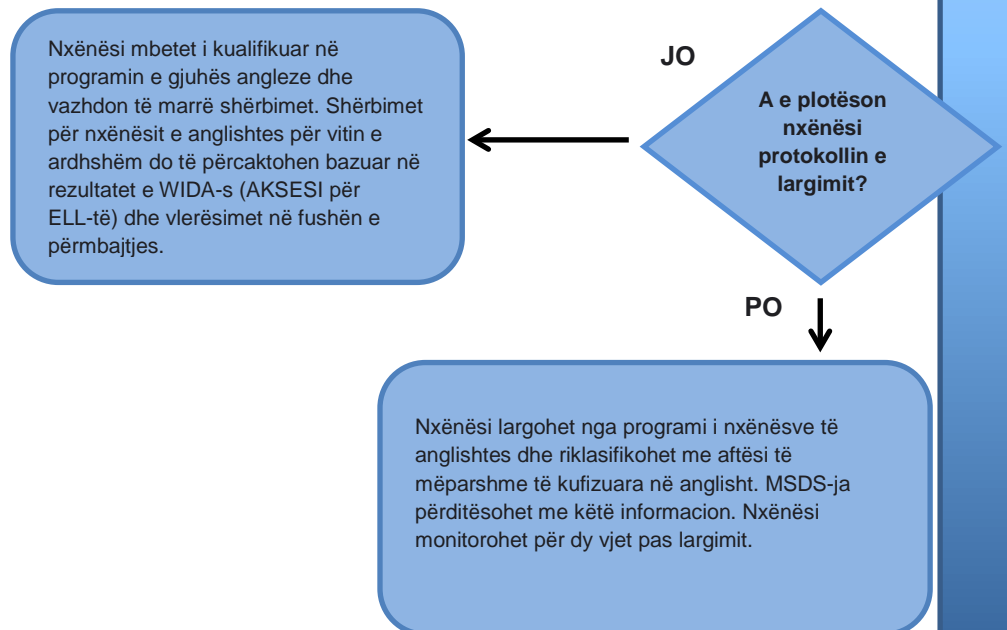 Nxënësi mbetet i kualifikuar në
programin e gjuhës angleze dhe
vazhdon të marrë shërbimet. Shërbimet
për nxënësit e anglishtes për vitin e
ardhshëm do të përcaktohen bazuar në
rezultatet e WIDA-s (AKSESI për
ELL-të) dhe vlerësimet në fushën e
përmbajtjes.
JO
A e plotëson
nxënësi
protokollin e
largimit?
PO
Nxënësi largohet nga programi i nxënësve të
anglishtes dhe riklasifikohet me aftësi të
mëparshme të kufizuara në anglisht. MSDS-ja
përditësohet me këtë informacion. Nxënësi
monitorohet për dy vjet pas largimit.